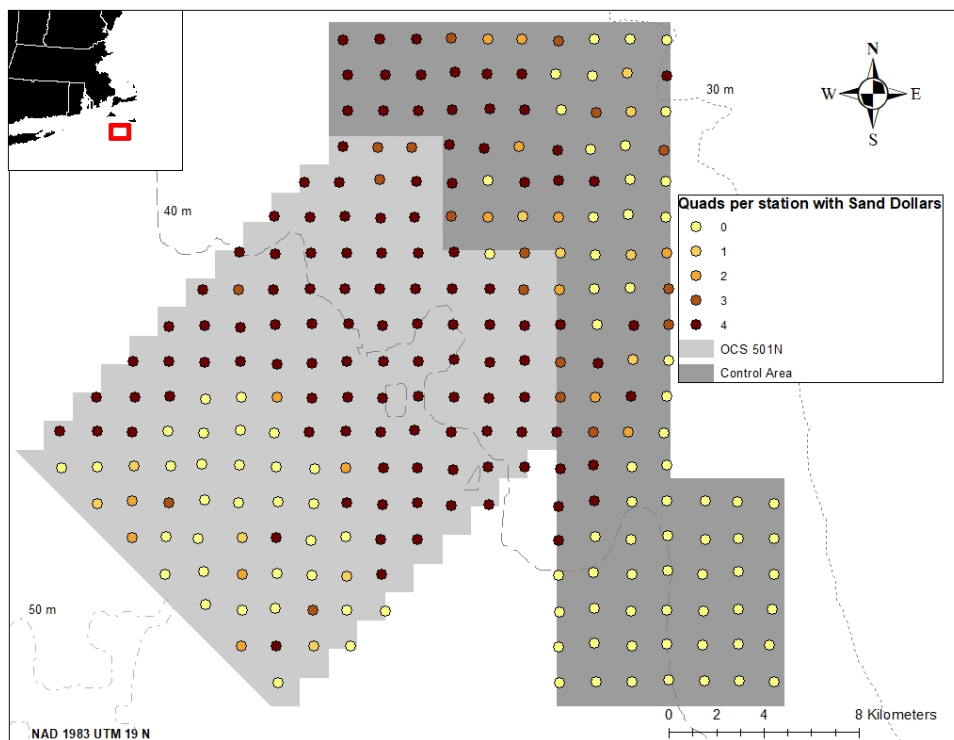 N
W E
S
30 m
40 m
Quads per station with Sand Dollars
0
1
2
3
4
OCS 501N
Control Area
50 m
0 2 4 8 Kilometers
NAD 1983 UTM 19 N